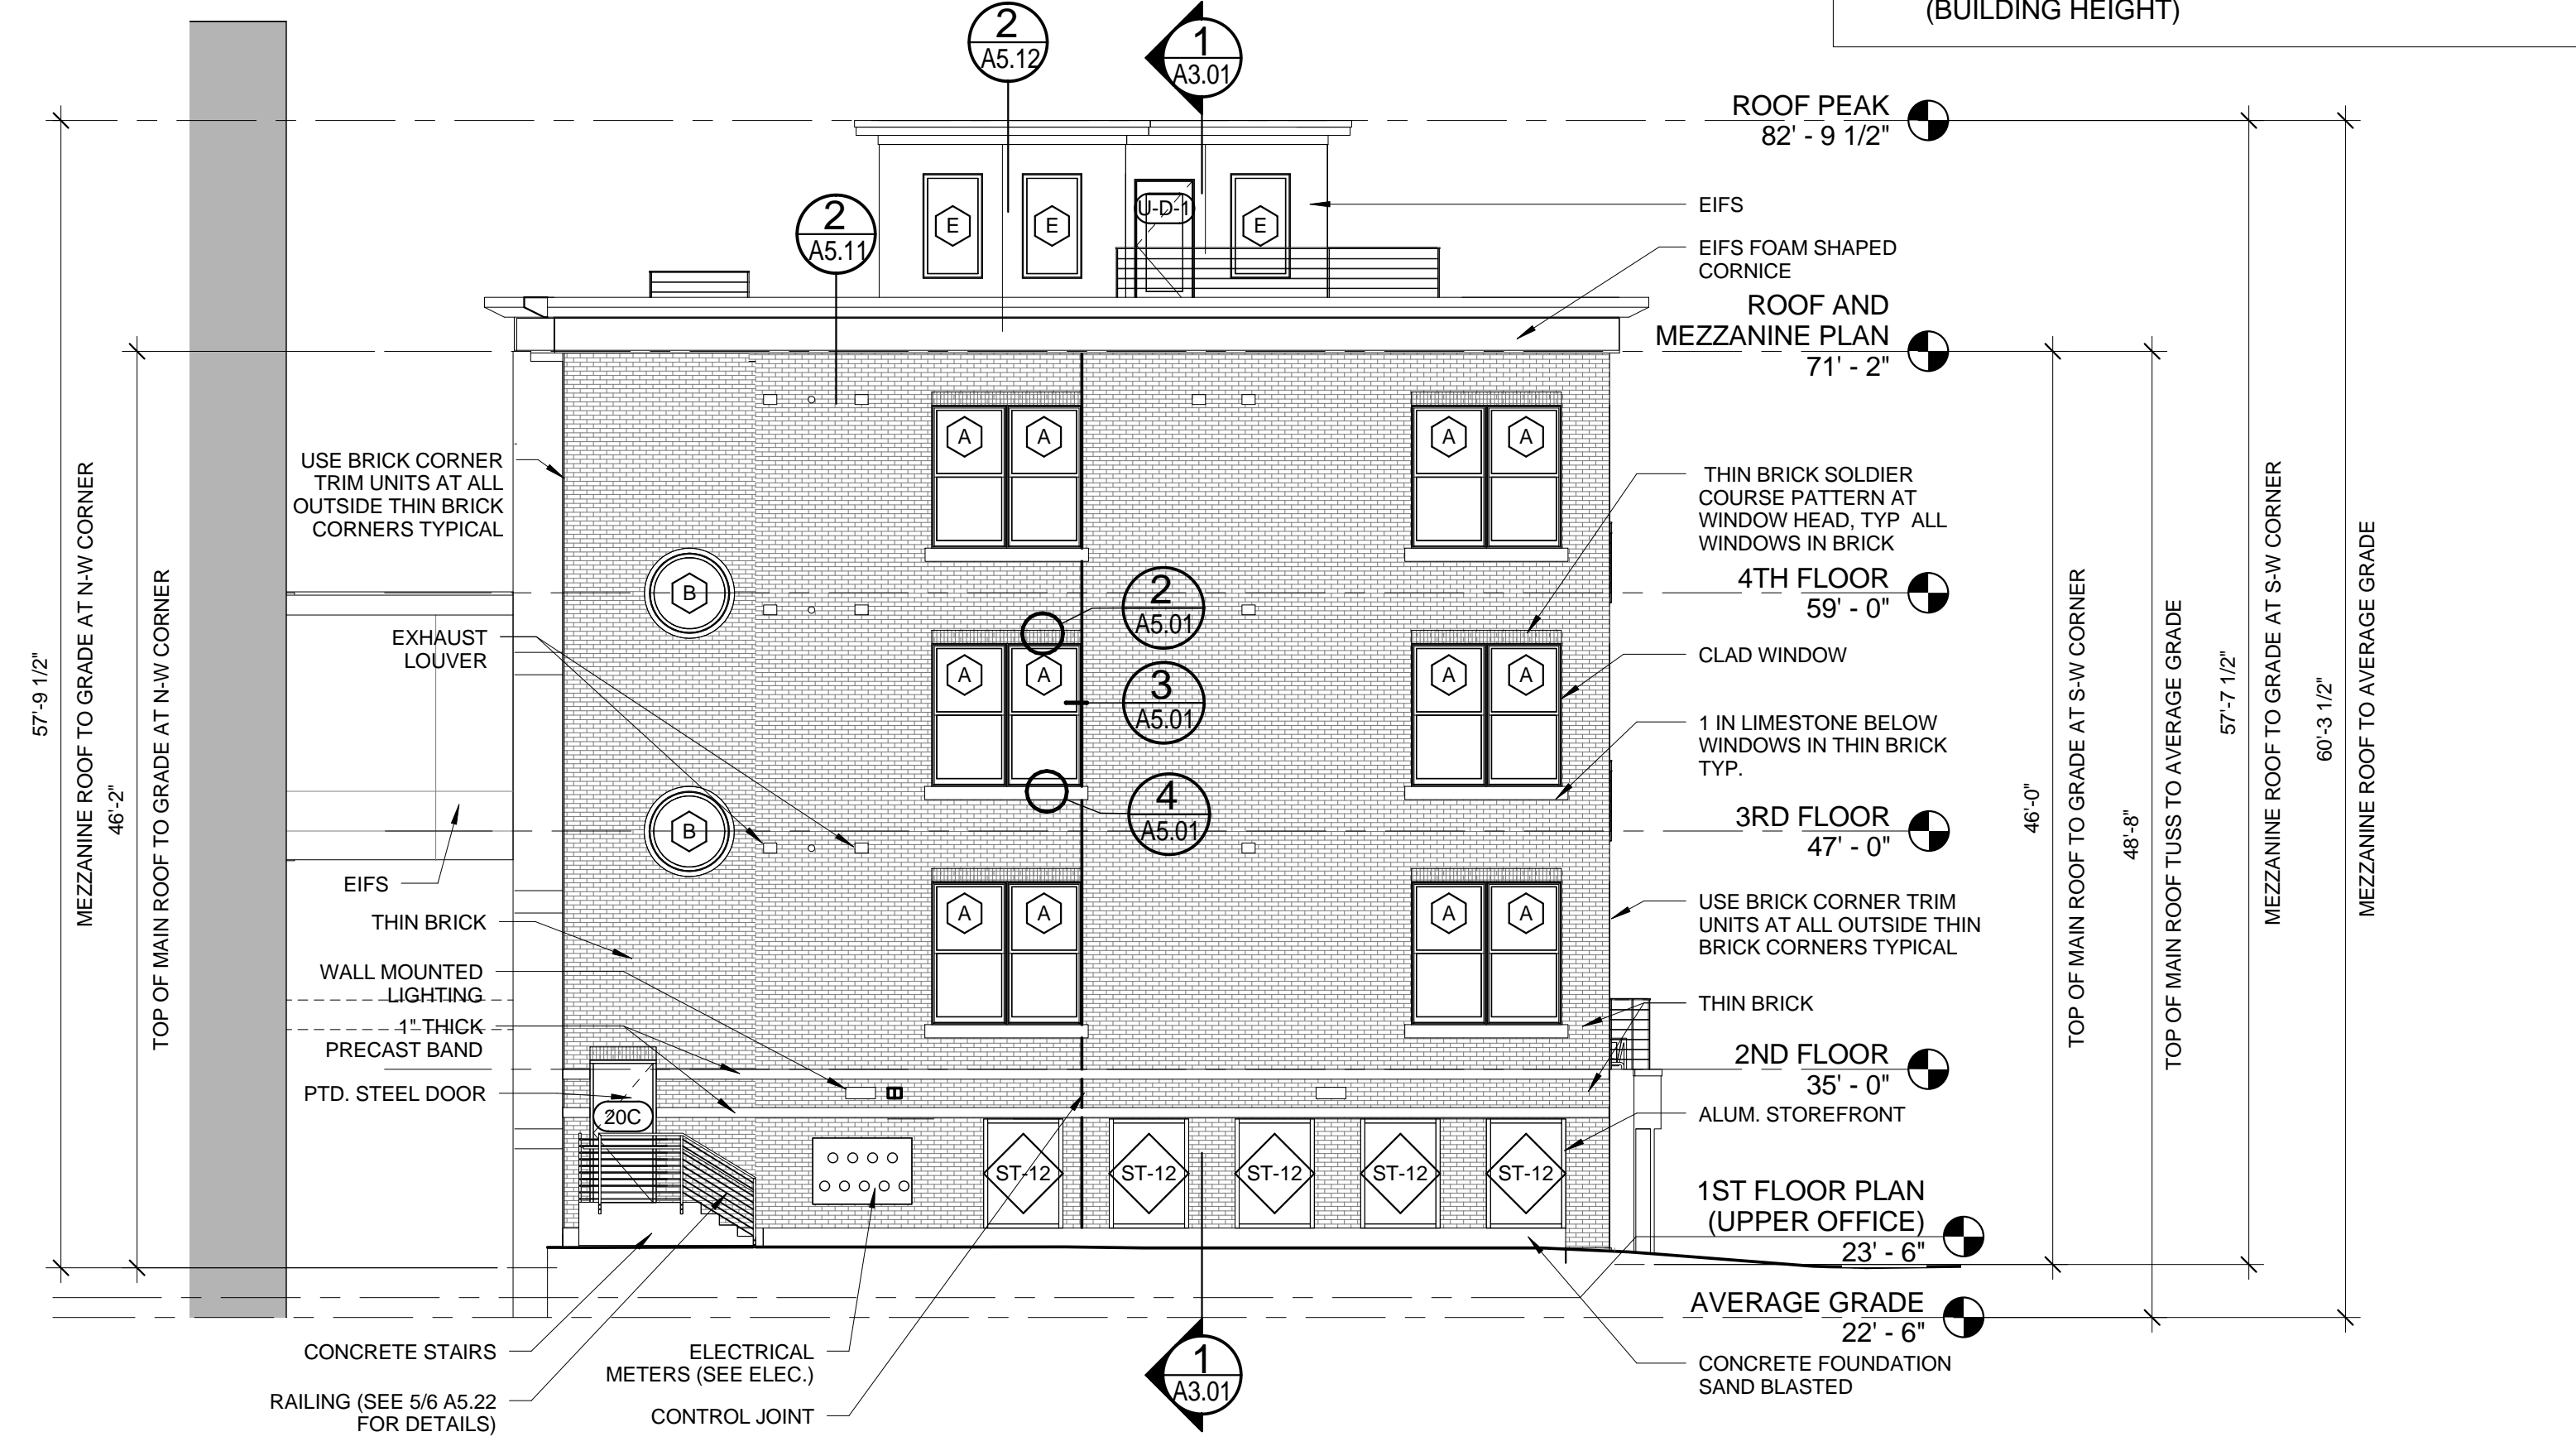 (BUILDING HEIGHT)
2
A5.12
1
A3.01
ROOF PEAK
82' - 9 1/2"
2
A5.11
E
E
U-D-1
E
EIFS
EIFS FOAM SHAPED
CORNICE
ROOF AND
MEZZANINE PLAN
71' - 2"
USE BRICK CORNER
TRIM UNITS AT ALL
OUTSIDE THIN BRICK
CORNERS TYPICAL
A
A
A
A
THIN BRICK SOLDIER
COURSE PATTERN AT
WINDOW HEAD, TYP ALL
WINDOWS IN BRICK
4TH FLOOR
59' - 0"
B
2
A5.01
EXHAUST
LOUVER
A
A
A
A
CLAD WINDOW
3
A5.01
1 IN LIMESTONE BELOW
WINDOWS IN THIN BRICK
TYP.
4
A5.01
3RD FLOOR
47' - 0"
B
EIFS
A
A
A
A
USE BRICK CORNER TRIM
UNITS AT ALL OUTSIDE THIN
BRICK CORNERS TYPICAL
THIN BRICK
WALL MOUNTED
LIGHTING
THIN BRICK
1" THICK
PRECAST BAND
2ND FLOOR
35' - 0"
PTD. STEEL DOOR
20C
ALUM. STOREFRONT
ST-12
ST-12
ST-12
ST-12
ST-12
1ST FLOOR PLAN
(UPPER OFFICE)
23' - 6"
AVERAGE GRADE
22' - 6"
CONCRETE STAIRS
ELECTRICAL
METERS (SEE ELEC.)
1
A3.01
CONCRETE FOUNDATION
SAND BLASTED
RAILING (SEE 5/6 A5.22
FOR DETAILS)
CONTROL JOINT
57'-9 1/2"
MEZZANINE ROOF TO GRADE AT N-W CORNER
46'-2"
TOP OF MAIN ROOF TO GRADE AT N-W CORNER
46'-0"
TOP OF MAIN ROOF TO GRADE AT S-W CORNER
48'-8"
TOP OF MAIN ROOF TUSS TO AVERAGE GRADE
57'-7 1/2"
MEZZANINE ROOF TO GRADE AT S-W CORNER
60'-3 1/2"
MEZZANINE ROOF TO AVERAGE GRADE